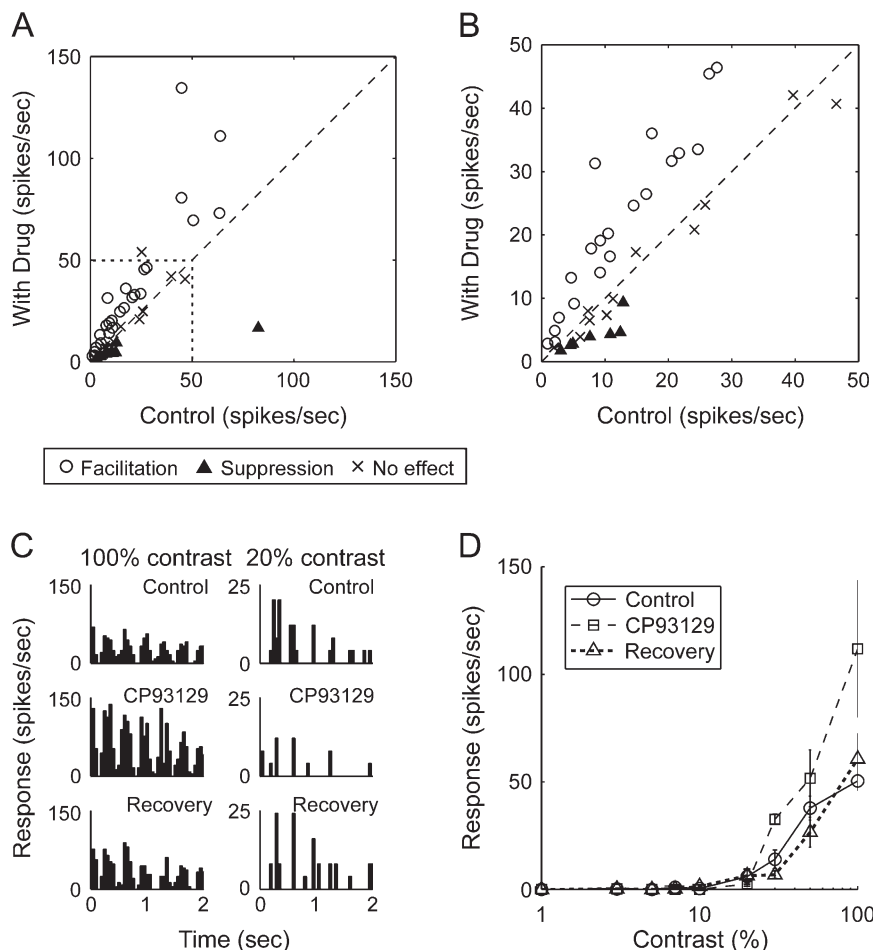 A
150
100
50
0
With Drug (spikes/sec)
0 50 100 150
Control (spikes/sec)
B
50
40
30
20
10
0
With Drug (spikes/sec)
0 10 20 30 40 50
Control (spikes/sec)
Facilitation Suppression No effect
C
100% contrast 20% contrast
Response (spikes/sec)
150 Control 25 Control
0 0
150 CP93129 25 CP93129
0 0
150 Recovery 25 Recovery
0 0
0 1 2 0 1 2
Time (sec)
D
150
100
50
0
Response (spikes/sec)
Control
CP93129
Recovery
1 10 100
Contrast (%)